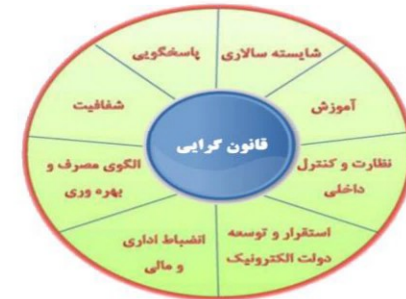 شایسته سالاری
پاسخگویی
آموزش
شفافیت
قانون گرایی
نظارت و کنترل
داخلی
الگوی مصرف و
بهره وری
استقرار و توسعه
دولت الکترونیک
انضباط اداری
و مالی